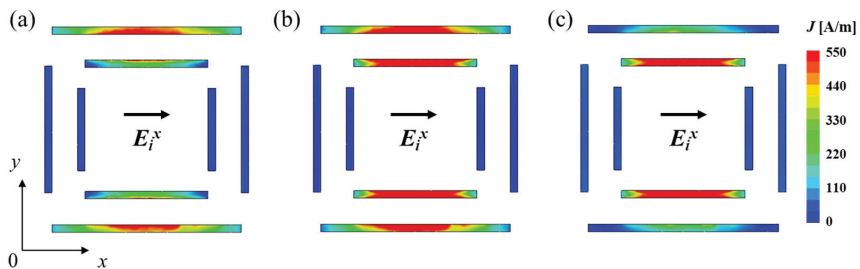 (a) (b) (c) J [A/m]
550
440
330
220
110
0
E_i^x E_i^x E_i^x
y
0 x